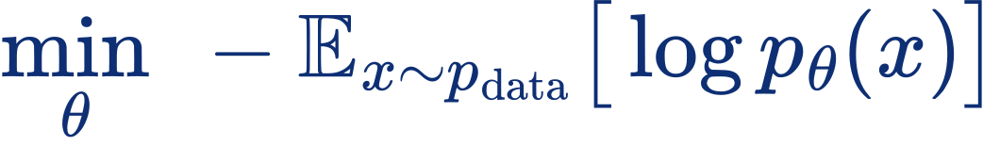 min_θ − 𝔼_{x∼p_data} [ log p_θ(x) ]